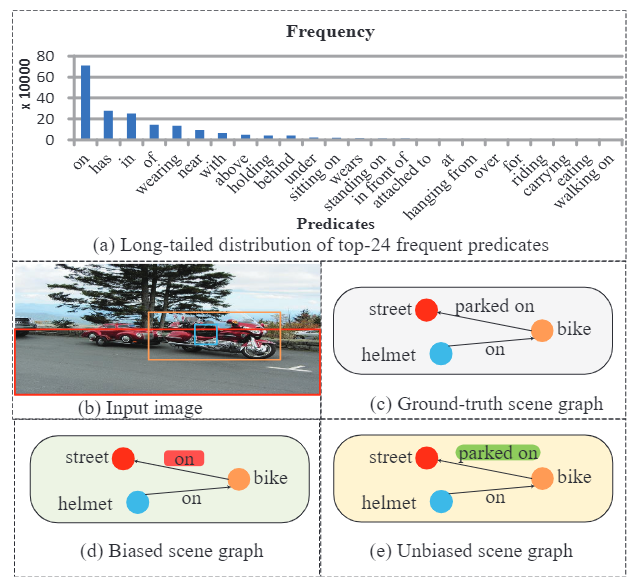 Frequency
x 10000
80
60
40
20
0
on
has
in
of
wearing
near
with
above
holding
behind
under
sitting on
wears
standing on
in front of
attached to
at
hanging from
over
for
riding
carrying
eating
walking on
Predicates
(a) Long-tailed distribution of top-24 frequent predicates
street
parked on
bike
helmet
on
(b) Input image
(c) Ground-truth scene graph
street
on
bike
helmet
on
street
parked on
bike
helmet
on
(d) Biased scene graph
(e) Unbiased scene graph